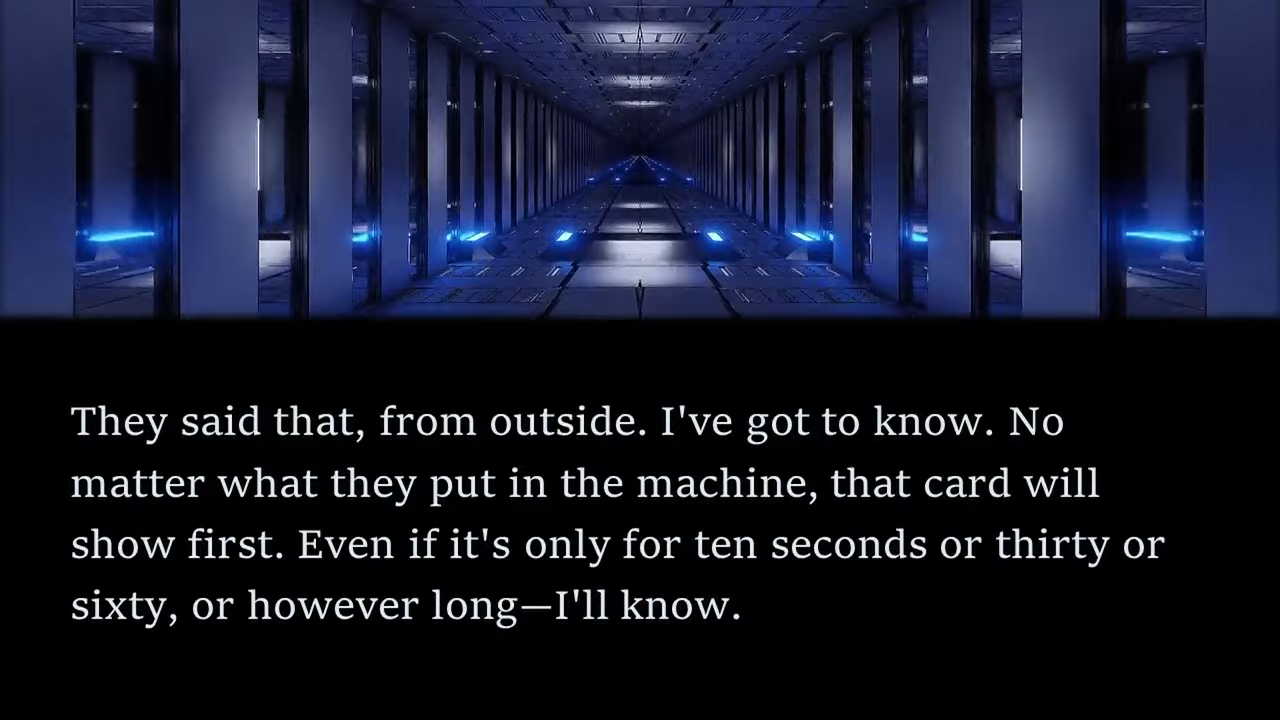 They said that, from outside. I've got to know. No
matter what they put in the machine, that card will
show first. Even if it's only for ten seconds or thirty or
sixty, or however long—I'll know.